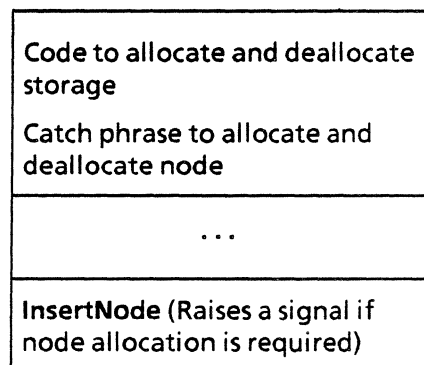 Code to allocate and deallocate
storage
Catch phrase to allocate and
deallocate node
...
InsertNode (Raises a signal if
node allocation is required)